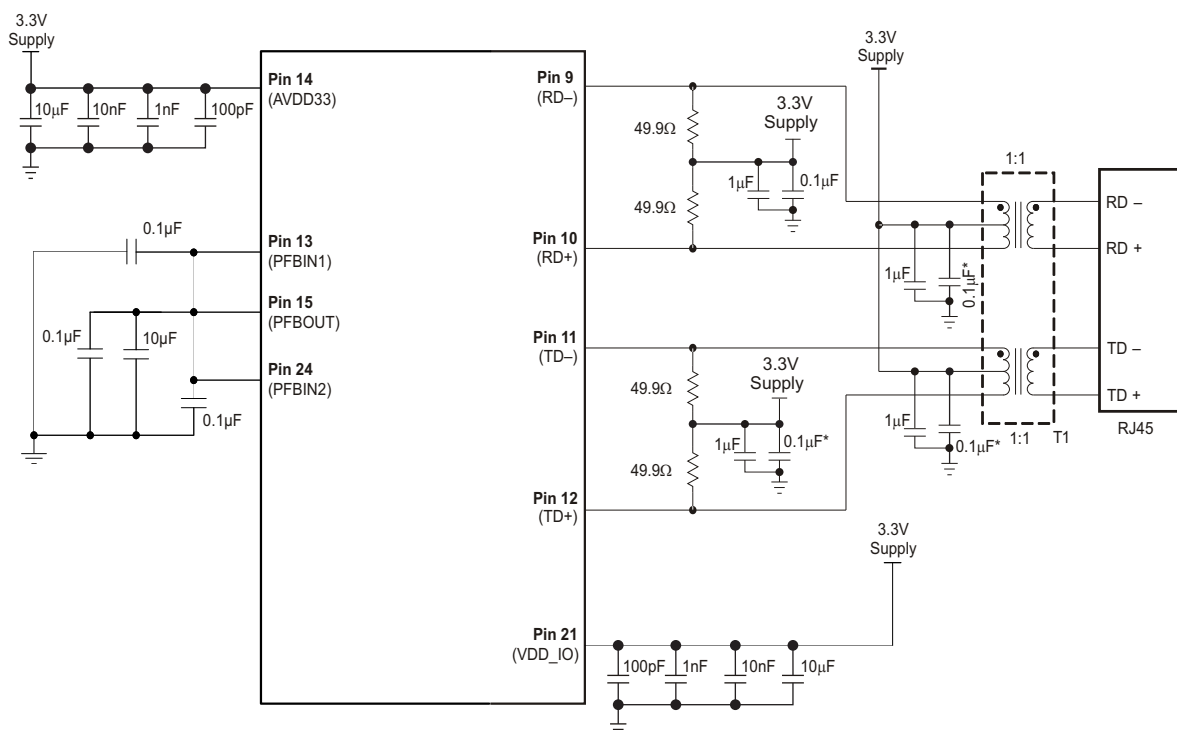 3.3V
Supply
10μF
10nF
1nF
100pF
Pin 14
(AVDD33)
0.1μF
Pin 13
(PFBIN1)
Pin 15
(PFBOUT)
0.1μF
10μF
Pin 24
(PFBIN2)
0.1μF
Pin 9
(RD–)
49.9Ω
3.3V
Supply
1μF
0.1μF
49.9Ω
Pin 10
(RD+)
3.3V
Supply
1:1
RD –
RD +
1μF
0.1μF*
Pin 11
(TD–)
49.9Ω
3.3V
Supply
1μF
0.1μF*
49.9Ω
Pin 12
(TD+)
TD –
TD +
1μF
0.1μF*
1:1
T1
RJ45
3.3V
Supply
Pin 21
(VDD_IO)
100pF
1nF
10nF
10μF